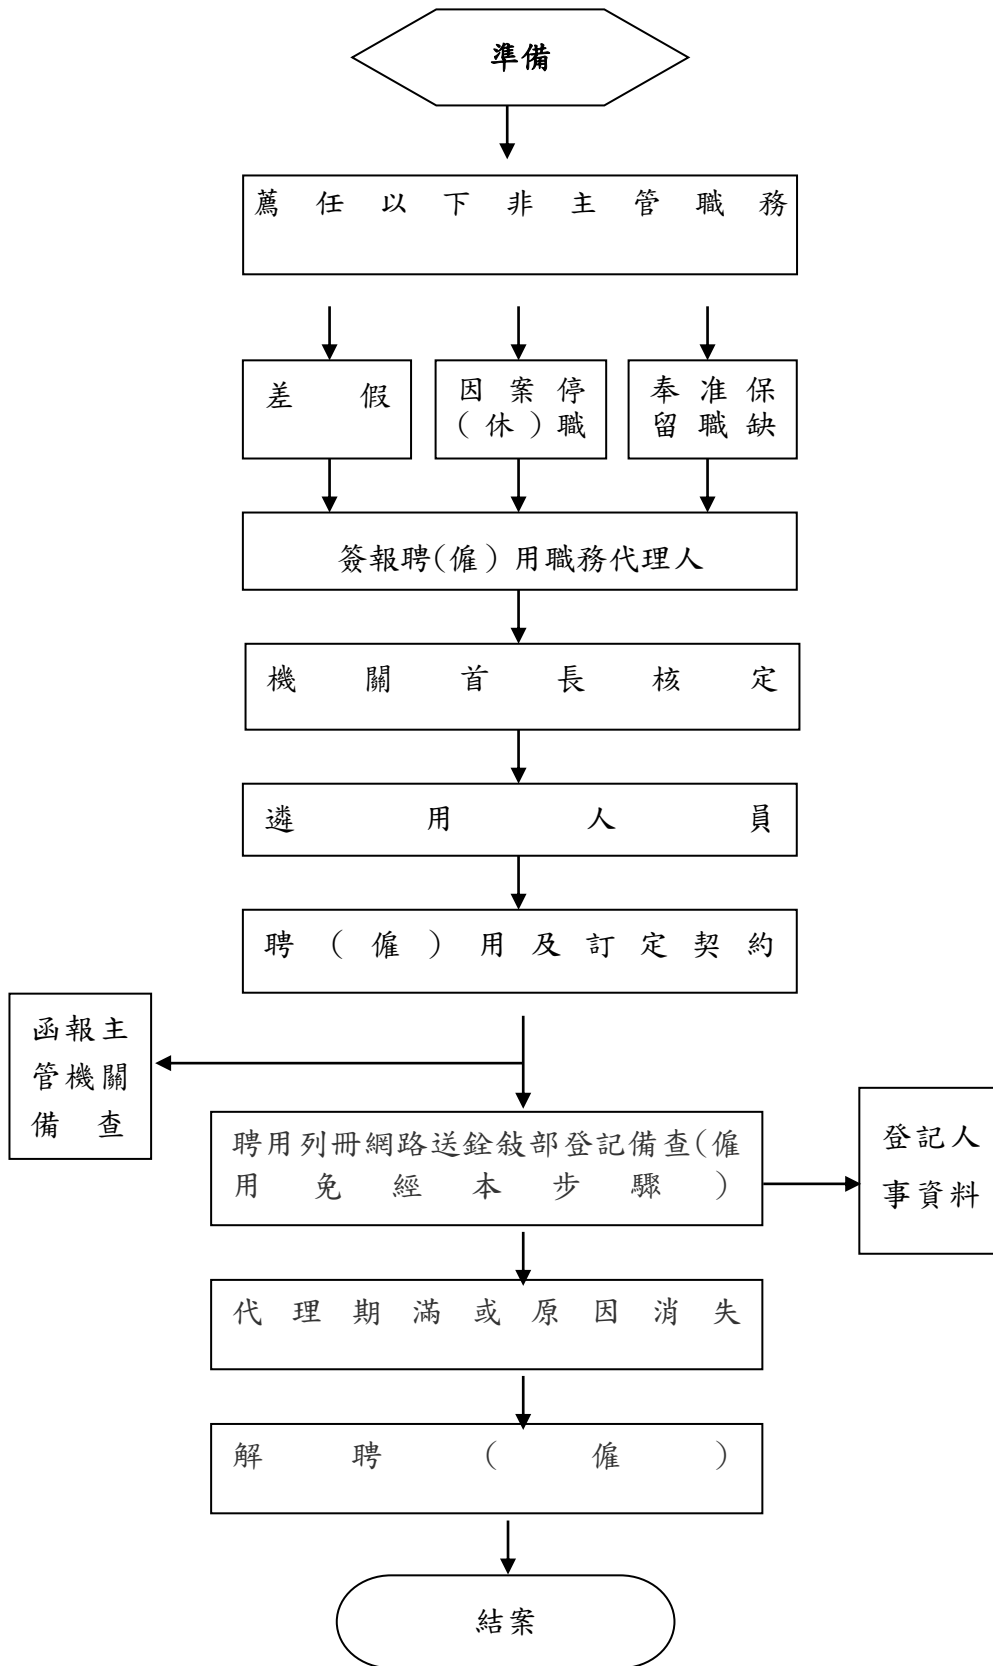 準備
薦任以下非主管職務
差假
因案停
(休)職
奉准保
留職缺
簽報聘(僱)用職務代理人
機關首長核定
遴用人員
聘(僱)用及訂定契約
函報主
管機關
備查
聘用列冊網路送銓敍部登記備查(僱
用免經本步驟)
登記人
事資料
代理期滿或原因消失
解聘(僱)
結案